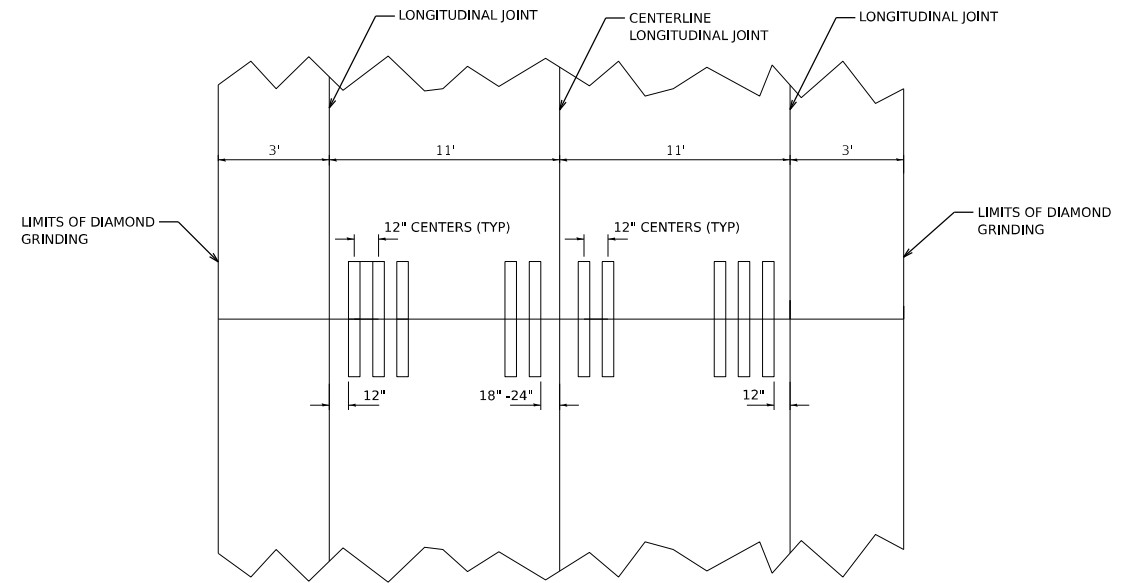 LONGITUDINAL JOINT
CENTERLINE
LONGITUDINAL JOINT
LONGITUDINAL JOINT
3'
11'
11'
3'
LIMITS OF DIAMOND
GRINDING
12" CENTERS (TYP)
12" CENTERS (TYP)
LIMITS OF DIAMOND
GRINDING
12"
18" -24"
12"